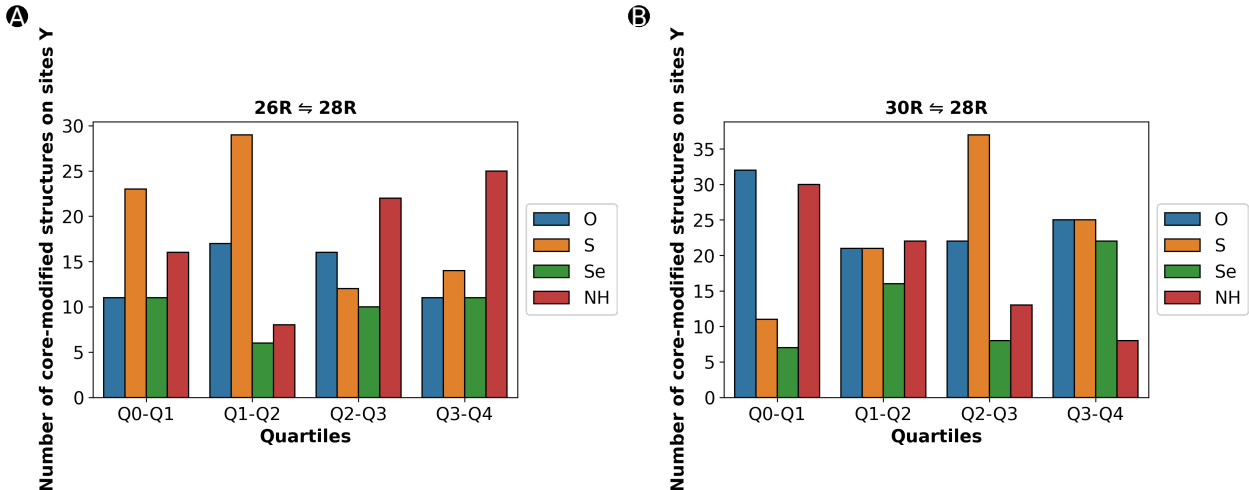 A
Number of core-modified structures on sites Y
26R ⇋ 28R
30
25
20
15
10
5
0
Q0-Q1
Q1-Q2
Q2-Q3
Q3-Q4
Quartiles
O
S
Se
NH
B
Number of core-modified structures on sites Y
30R ⇋ 28R
35
30
25
20
15
10
5
0
Q0-Q1
Q1-Q2
Q2-Q3
Q3-Q4
Quartiles
O
S
Se
NH